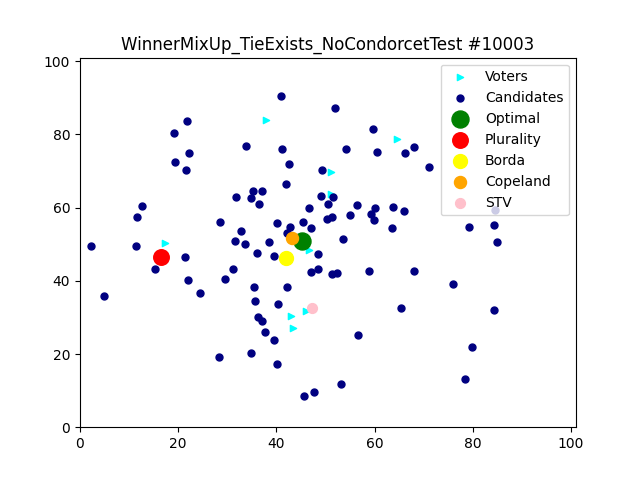 WinnerMixUp_TieExists_NoCondorcetTest #10003
100
80
60
40
20
0
0 20 40 60 80 100
Voters
Candidates
Optimal
Plurality
Borda
Copeland
STV